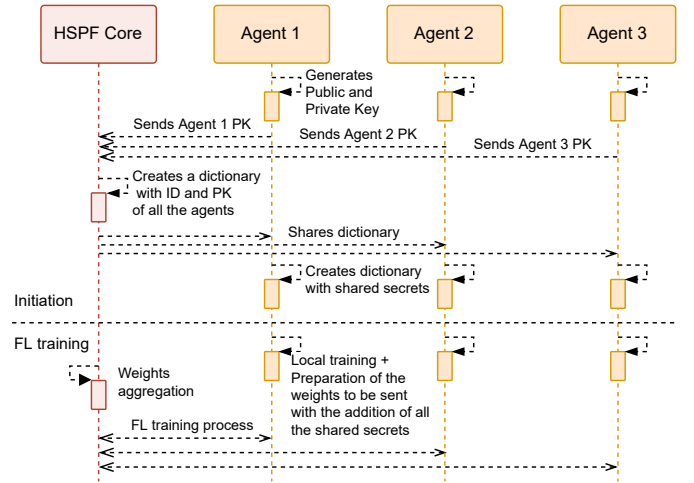 HSPF Core
Agent 1
Agent 2
Agent 3
Generates
Public and
Private Key
Sends Agent 1 PK
Sends Agent 2 PK
Sends Agent 3 PK
Creates a dictionary
with ID and PK
of all the agents
Shares dictionary
Creates dictionary
with shared secrets
Initiation
FL training
Local training +
Preparation of the
weights to be sent
with the addition of all
the shared secrets
Weights
aggregation
FL training process